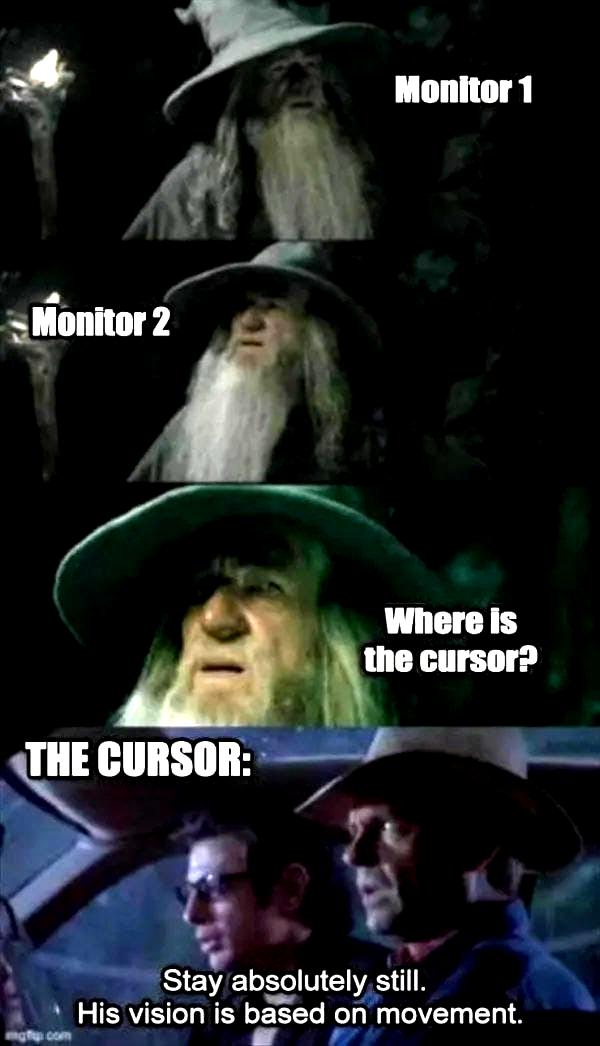 Monitor 1
Monitor 2
Where is
the cursor?
THE CURSOR:
Stay absolutely still.
His vision is based on movement.
imgflip.com